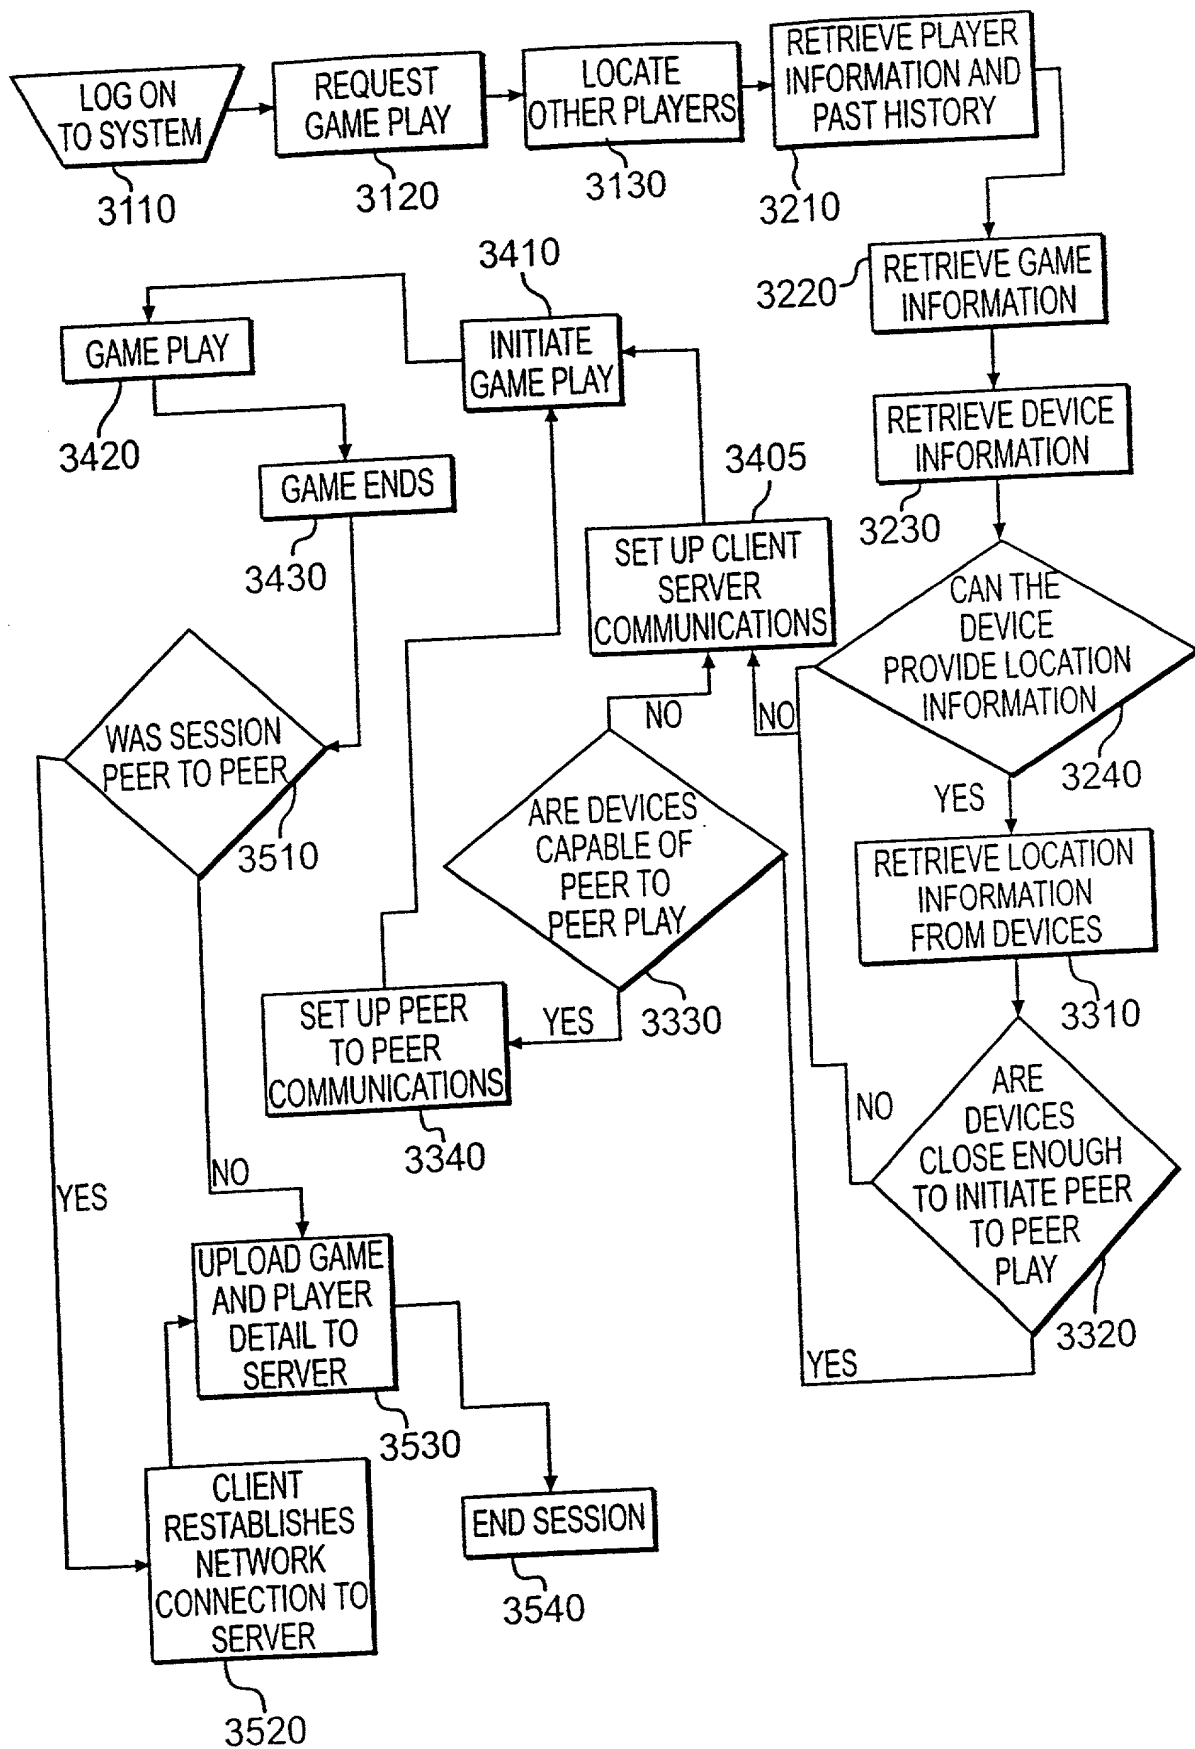 LOG ON
TO SYSTEM
3110
REQUEST
GAME PLAY
3120
LOCATE
OTHER PLAYERS
3130
RETRIEVE PLAYER
INFORMATION AND
PAST HISTORY
3210
RETRIEVE GAME
INFORMATION
3220
RETRIEVE DEVICE
INFORMATION
3230
CAN THE
DEVICE
PROVIDE LOCATION
INFORMATION
3240
NO
YES
RETRIEVE LOCATION
INFORMATION
FROM DEVICES
3310
ARE
DEVICES
CLOSE ENOUGH
TO INITIATE PEER
TO PEER
PLAY
3320
NO
YES
ARE DEVICES
CAPABLE OF
PEER TO
PEER PLAY
3330
NO
YES
SET UP PEER
TO PEER
COMMUNICATIONS
3340
3405
SET UP CLIENT
SERVER
COMMUNICATIONS
3410
INITIATE
GAME PLAY
GAME PLAY
3420
GAME ENDS
3430
WAS SESSION
PEER TO PEER
3510
NO
YES
UPLOAD GAME
AND PLAYER
DETAIL TO
SERVER
3530
CLIENT
RESTABLISHES
NETWORK
CONNECTION TO
SERVER
3520
END SESSION
3540